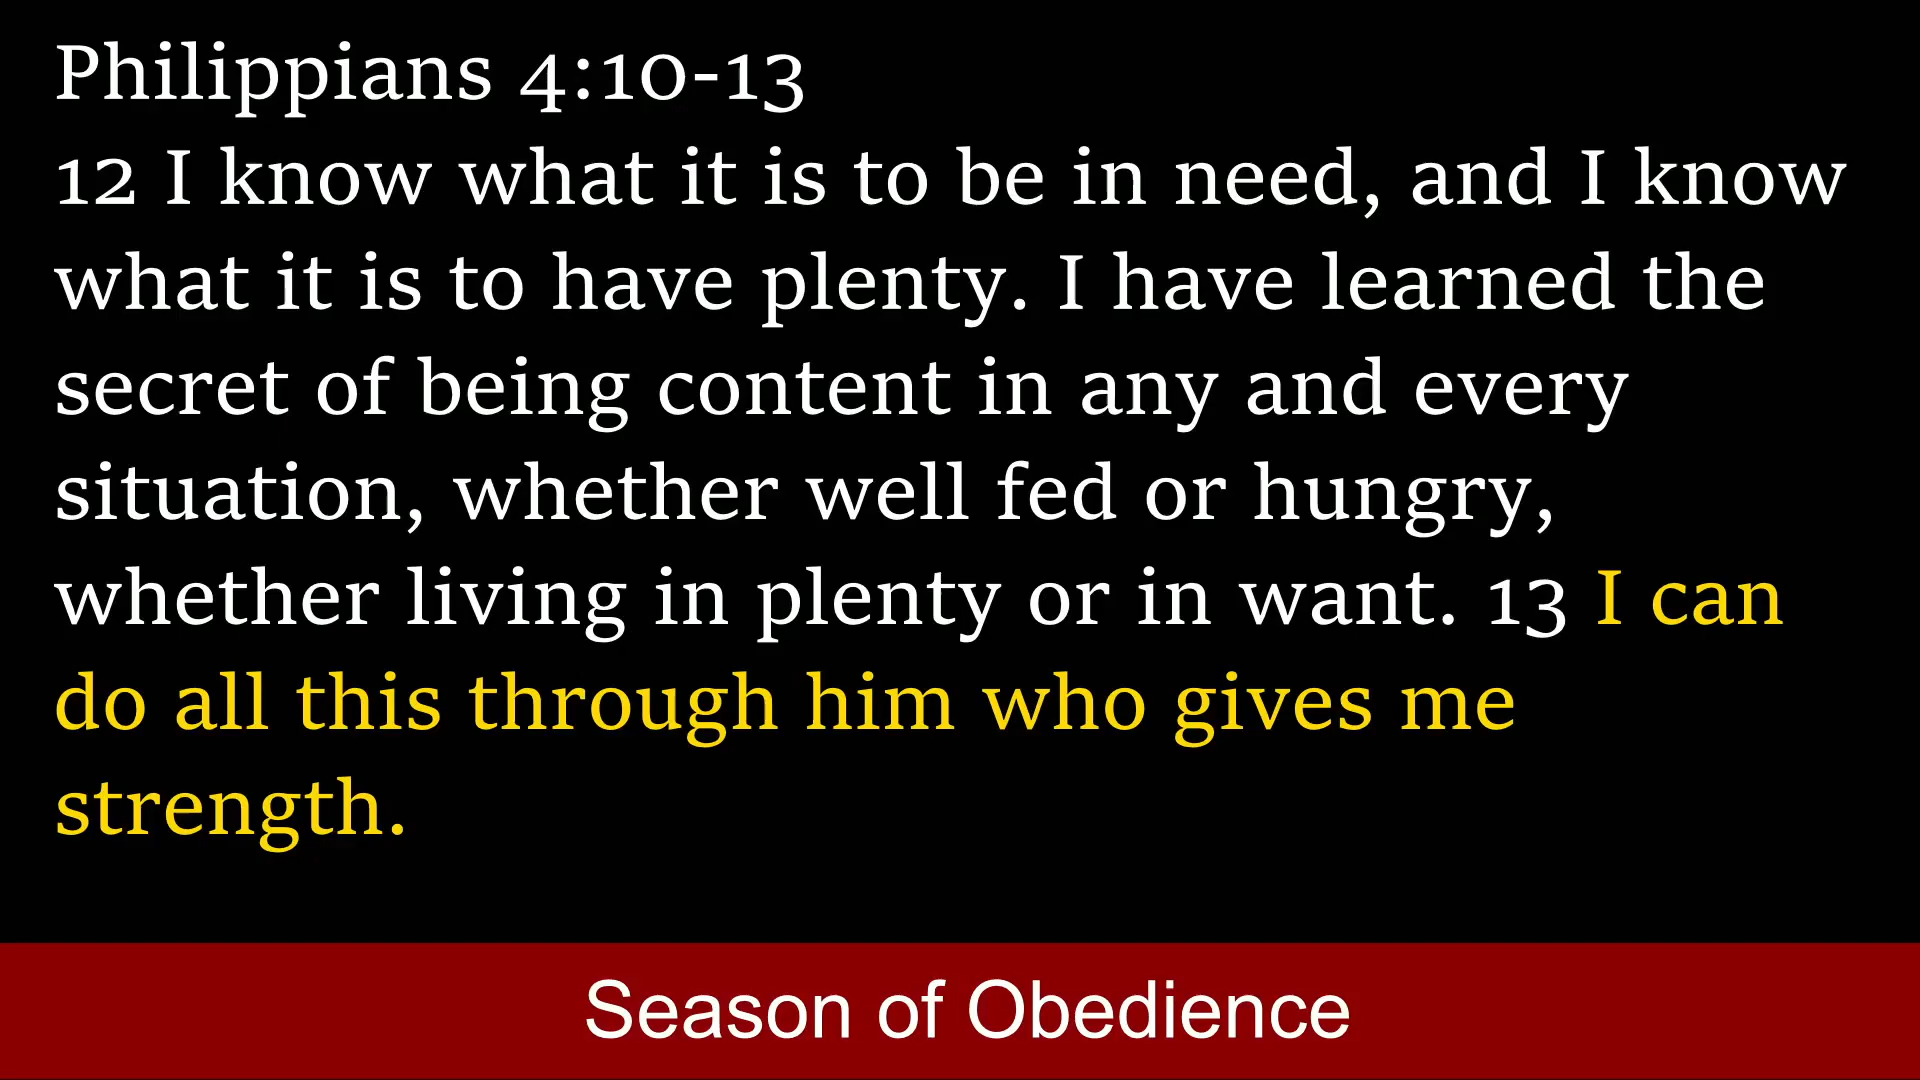 Philippians 4:10-13
12 I know what it is to be in need, and I know
what it is to have plenty. I have learned the
secret of being content in any and every
situation, whether well fed or hungry,
whether living in plenty or in want. 13 I can
do all this through him who gives me
strength.
Season of Obedience